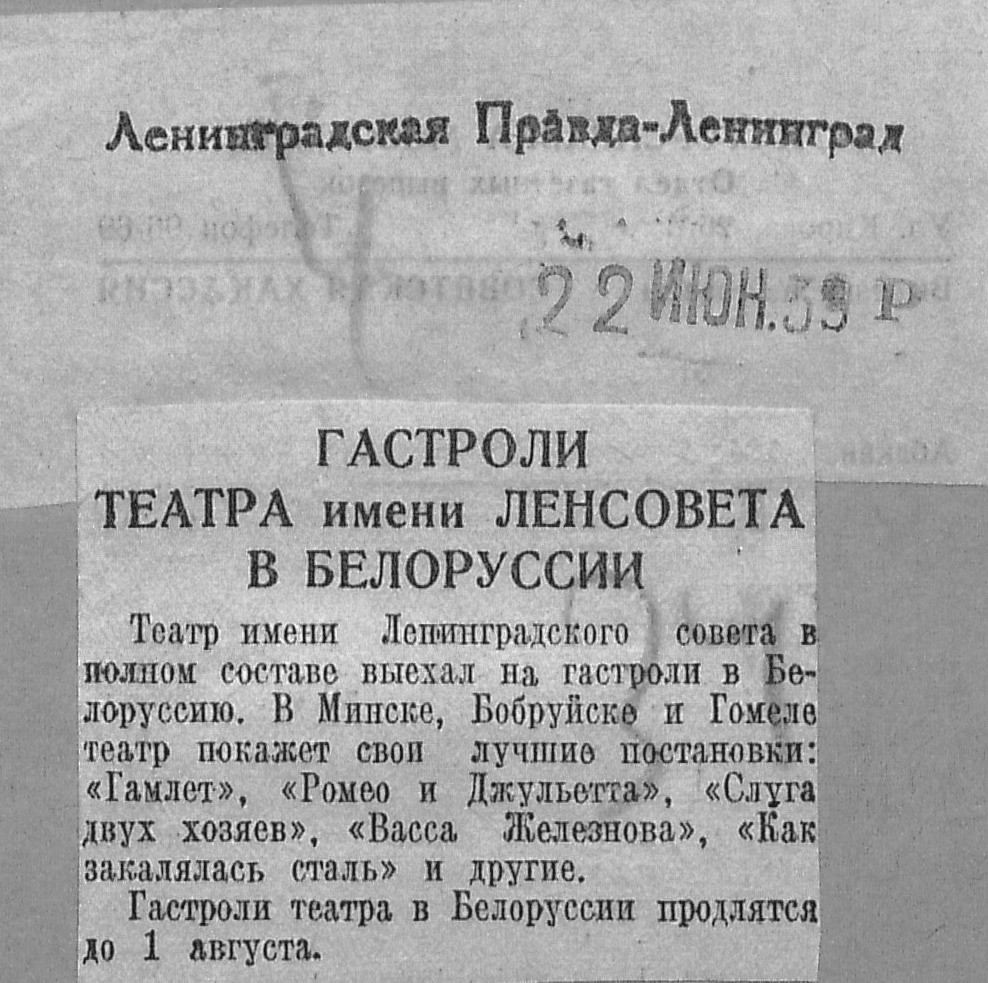 Ленинградская Правда-Ленинград
22 ИЮН. 39 Р
ГАСТРОЛИ
ТЕАТРА имени ЛЕНСОВЕТА
В БЕЛОРУССИИ
Театр имени Ленинградского совета в
полном составе выехал на гастроли в Бе-
лоруссию. В Минске, Бобруйске и Гомеле
театр покажет свои лучшие постановки:
«Гамлет», «Ромео и Джульетта», «Слуга
двух хозяев», «Васса Железнова», «Как
закалялась сталь» и другие.
Гастроли театра в Белоруссии продлятся
до 1 августа.